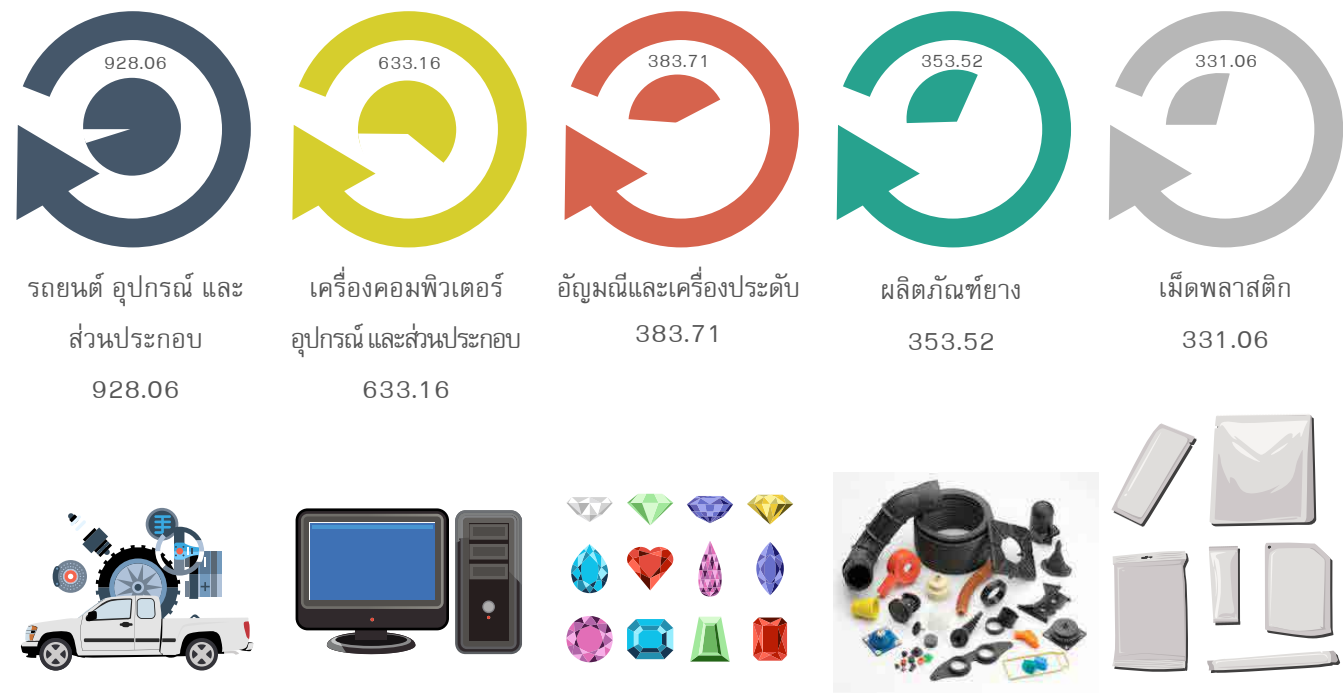 928.06
633.16
383.71
353.52
331.06
รถยนต์ อุปกรณ์ และ
ส่วนประกอบ
928.06
เครื่องคอมพิวเตอร์
อุปกรณ์ และส่วนประกอบ
633.16
อัญมณีและเครื่องประดับ
383.71
ผลิตภัณฑ์ยาง
353.52
เม็ดพลาสติก
331.06